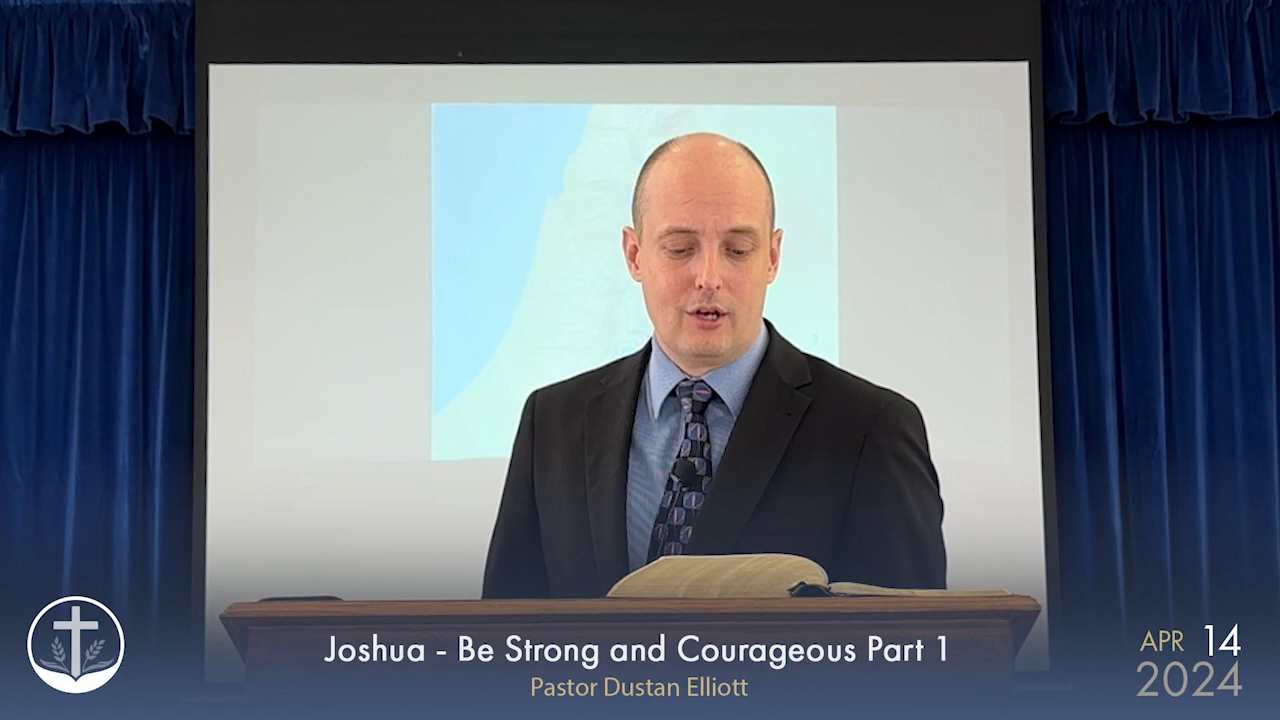 Joshua - Be Strong and Courageous Part 1
Pastor Dustan Elliott
APR 14
2024